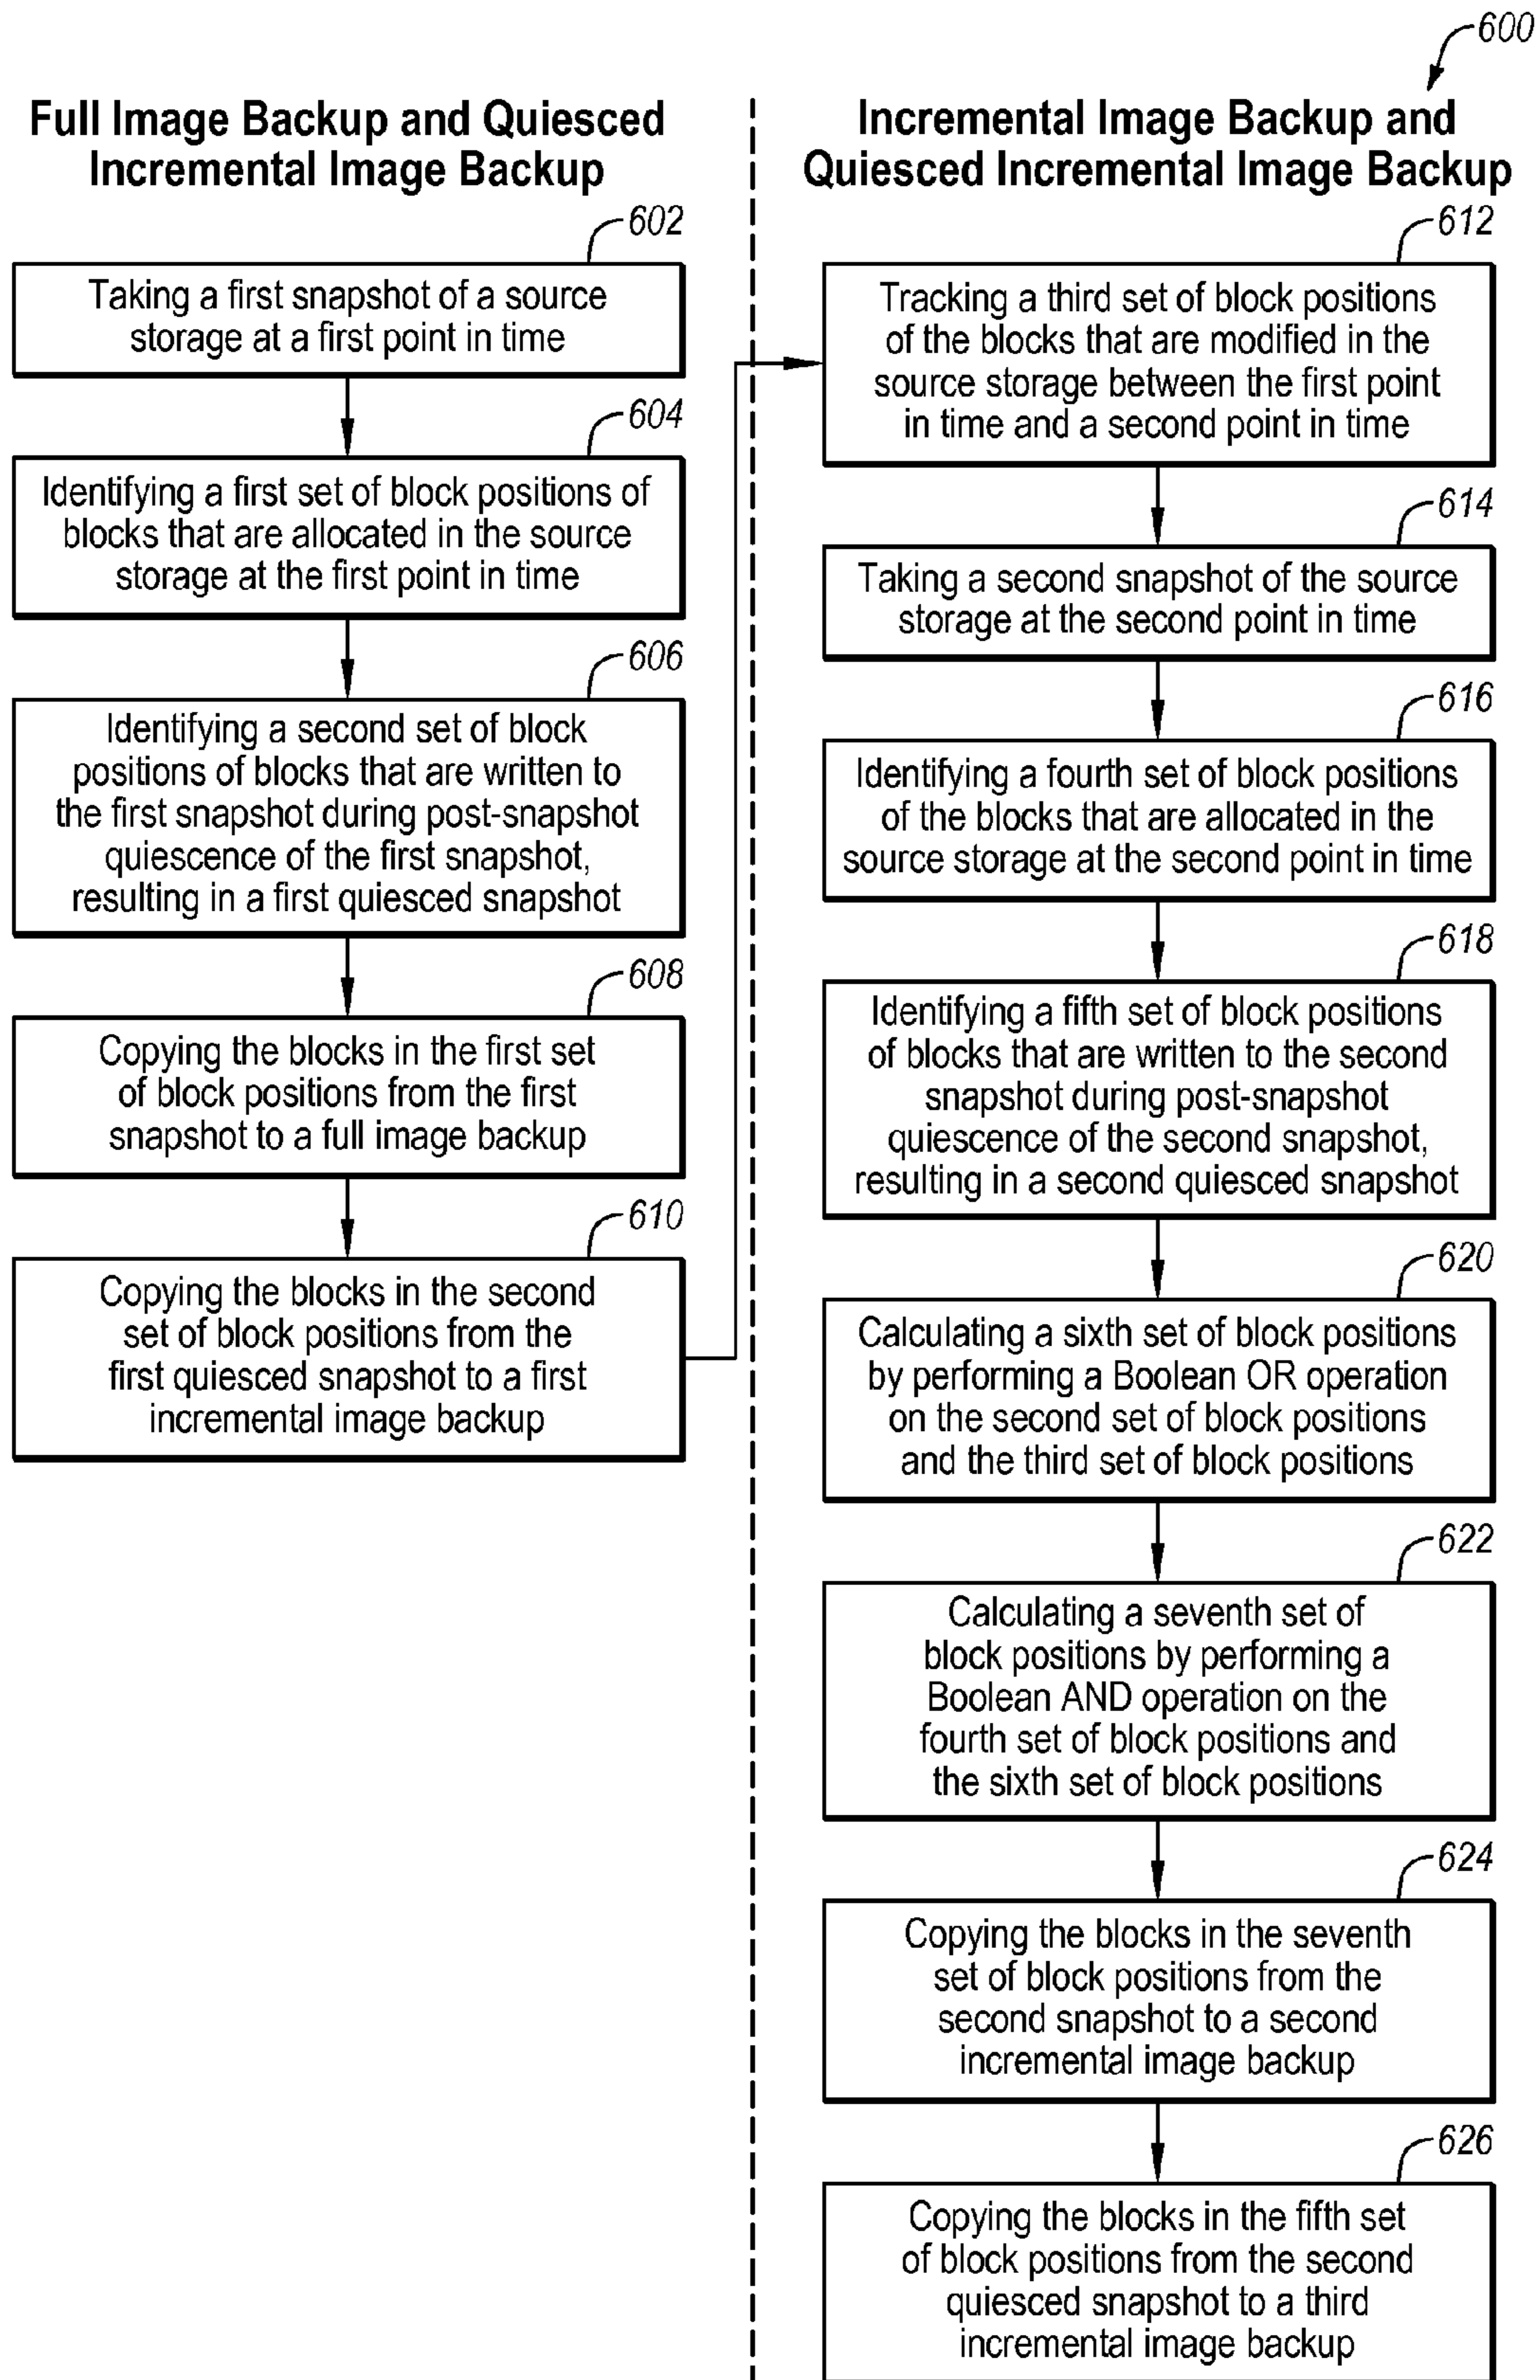 600
Full Image Backup and Quiesced
Incremental Image Backup
602
Taking a first snapshot of a source
storage at a first point in time
604
Identifying a first set of block positions of
blocks that are allocated in the source
storage at the first point in time
606
Identifying a second set of block
positions of blocks that are written to
the first snapshot during post-snapshot
quiescence of the first snapshot,
resulting in a first quiesced snapshot
608
Copying the blocks in the first set
of block positions from the first
snapshot to a full image backup
610
Copying the blocks in the second
set of block positions from the
first quiesced snapshot to a first
incremental image backup
Incremental Image Backup and
Quiesced Incremental Image Backup
612
Tracking a third set of block positions
of the blocks that are modified in the
source storage between the first point
in time and a second point in time
614
Taking a second snapshot of the source
storage at the second point in time
616
Identifying a fourth set of block positions
of the blocks that are allocated in the
source storage at the second point in time
618
Identifying a fifth set of block positions
of blocks that are written to the second
snapshot during post-snapshot
quiescence of the second snapshot,
resulting in a second quiesced snapshot
620
Calculating a sixth set of block positions
by performing a Boolean OR operation
on the second set of block positions
and the third set of block positions
622
Calculating a seventh set of
block positions by performing a
Boolean AND operation on the
fourth set of block positions and
the sixth set of block positions
624
Copying the blocks in the seventh
set of block positions from the
second snapshot to a second
incremental image backup
626
Copying the blocks in the fifth set
of block positions from the second
quiesced snapshot to a third
incremental image backup